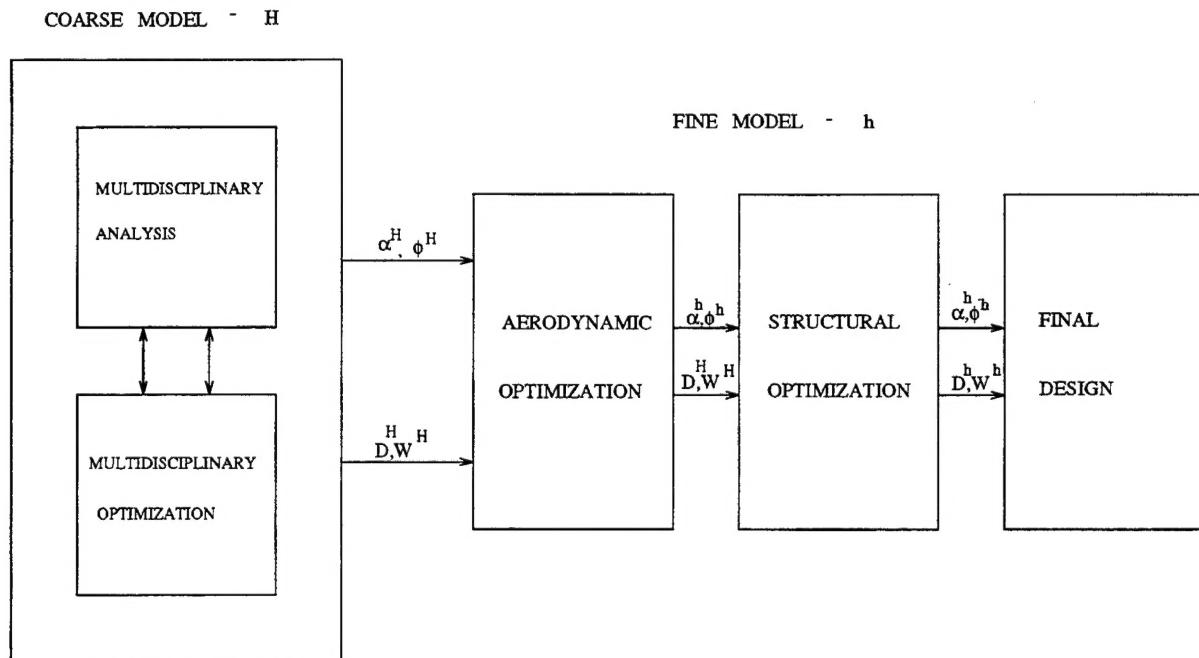 COARSE MODEL - H
FINE MODEL - h
MULTIDISCIPLINARY
ANALYSIS
MULTIDISCIPLINARY
OPTIMIZATION
α^H, φ^H
D^H, W^H
AERODYNAMIC
OPTIMIZATION
α^h, φ^h
D^H, W^H
STRUCTURAL
OPTIMIZATION
α^h, φ^h
D^h, W^h
FINAL
DESIGN